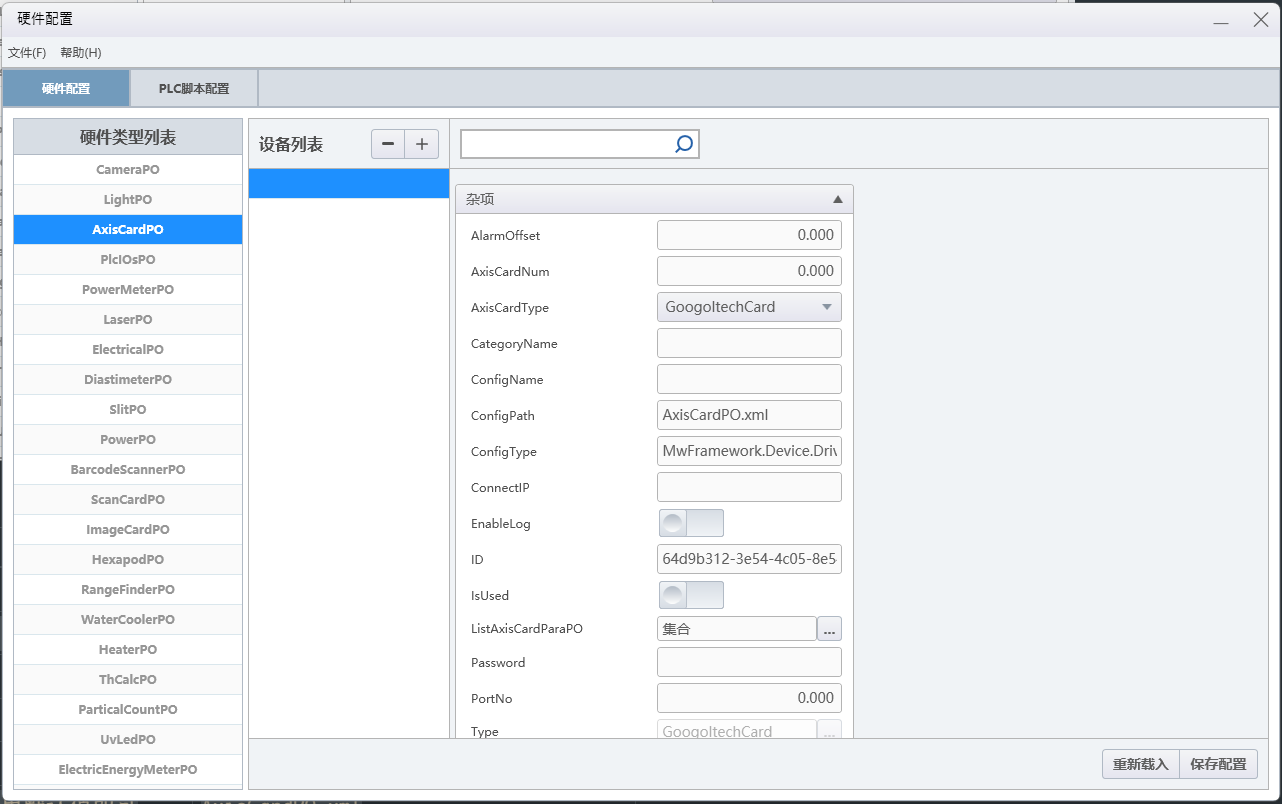 硬件配置
文件(F) 帮助(H)
硬件配置 PLC脚本配置
硬件类型列表
CameraPO
LightPO
AxisCardPO
PlcIOsPO
PowerMeterPO
LaserPO
ElectricalPO
DiastimeterPO
SlitPO
PowerPO
BarcodeScannerPO
ScanCardPO
ImageCardPO
HexapodPO
RangeFinderPO
WaterCoolerPO
HeaterPO
ThCalcPO
ParticalCountPO
UvLedPO
ElectricEnergyMeterPO
设备列表
杂项
AlarmOffset 0.000
AxisCardNum 0.000
AxisCardType GoogoltechCard
CategoryName
ConfigName
ConfigPath AxisCardPO.xml
ConfigType MwFramework.Device.Driv
ConnectIP
EnableLog
ID 64d9b312-3e54-4c05-8e5
IsUsed
ListAxisCardParaPO 集合 ...
Password
PortNo 0.000
Type GoogoltechCard ...
重新载入 保存配置